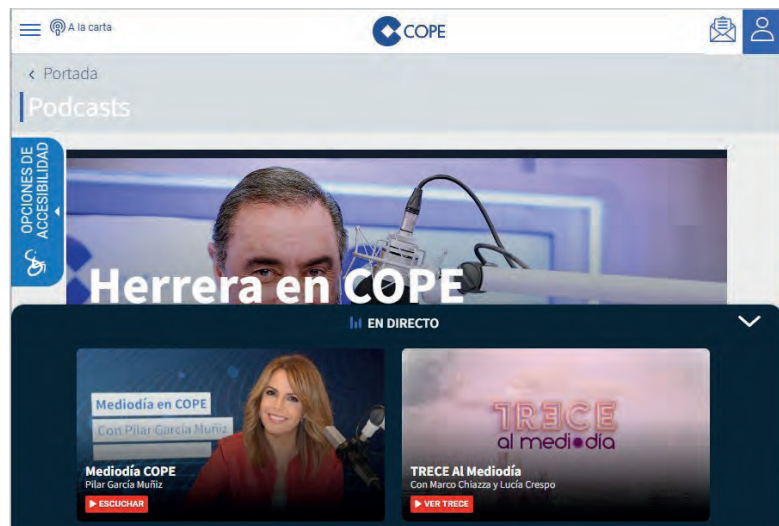 A la carta
COPE
< Portada
Podcasts
OPCIONES DE
ACCESIBILIDAD
Herrera en COPE
EN DIRECTO
Mediodía en COPE
Con Pilar García Muñiz
Mediodía COPE
Pilar García Muñiz
ESCUCHAR
TRECE
al mediodía
TRECE Al Mediodía
Con Marco Chiazza y Lucía Crespo
VER TRECE